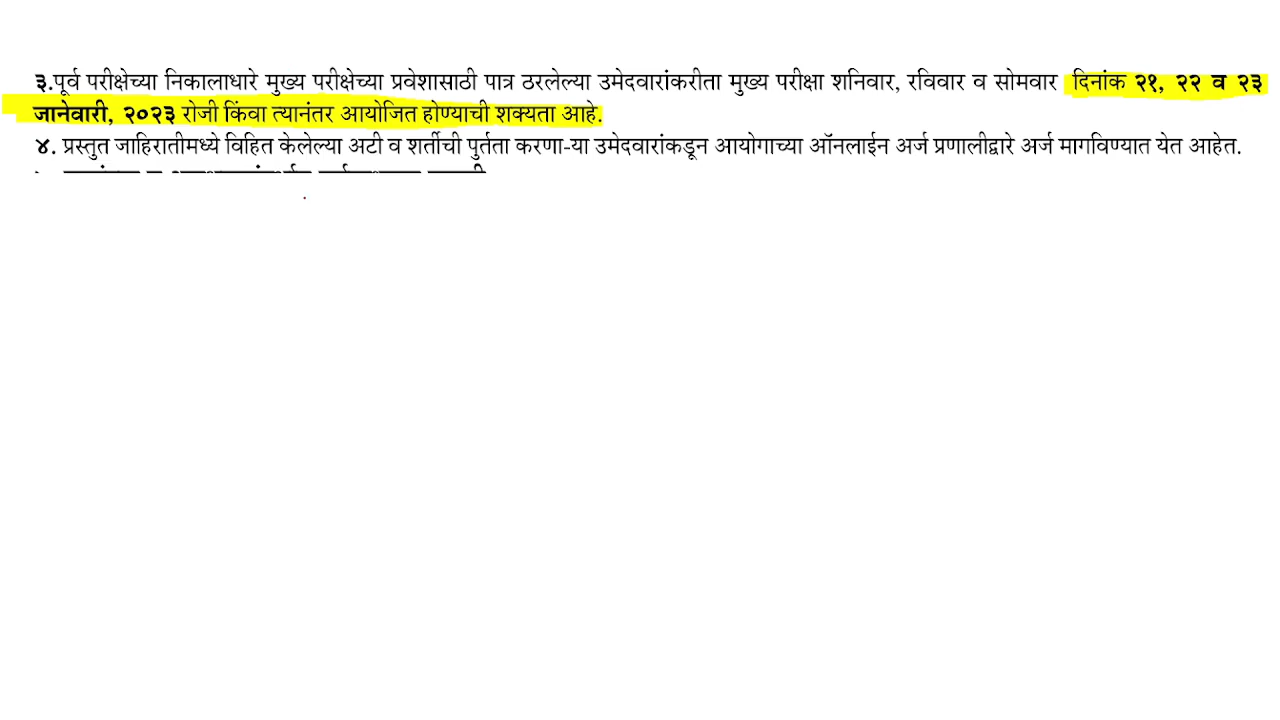 ३.पूर्व परीक्षेच्या निकालाधारे मुख्य परीक्षेच्या प्रवेशासाठी पात्र ठरलेल्या उमेदवारांकरीता मुख्य परीक्षा शनिवार, रविवार व सोमवार दिनांक २१, २२ व २३
जानेवारी, २०२३ रोजी किंवा त्यानंतर आयोजित होण्याची शक्यता आहे.
४. प्रस्तुत जाहिरातीमध्ये विहित केलेल्या अटी व शर्तीची पुर्तता करणा-या उमेदवारांकडून आयोगाच्या ऑनलाईन अर्ज प्रणालीद्वारे अर्ज मागविण्यात येत आहेत.